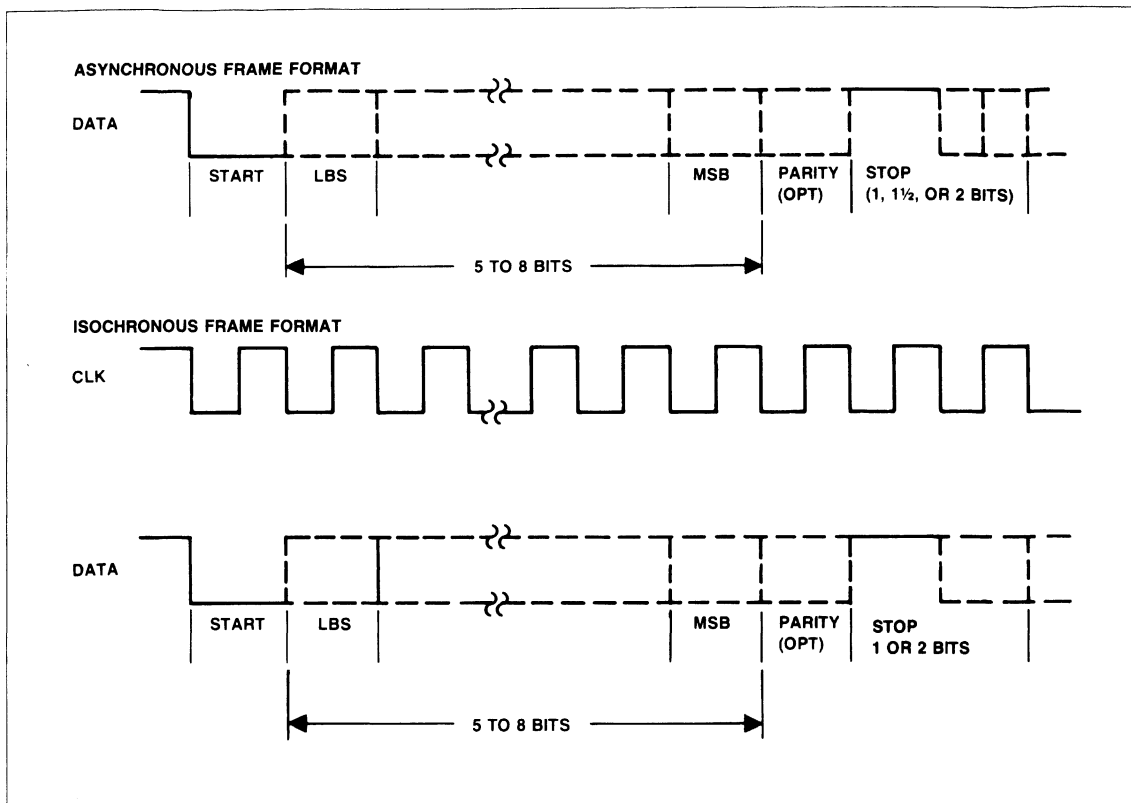 ASYNCHRONOUS FRAME FORMAT
DATA
START
LBS
MSB
PARITY
(OPT)
STOP
(1, 1½, OR 2 BITS)
5 TO 8 BITS
ISOCHRONOUS FRAME FORMAT
CLK
DATA
START
LBS
MSB
PARITY
(OPT)
STOP
1 OR 2 BITS
5 TO 8 BITS